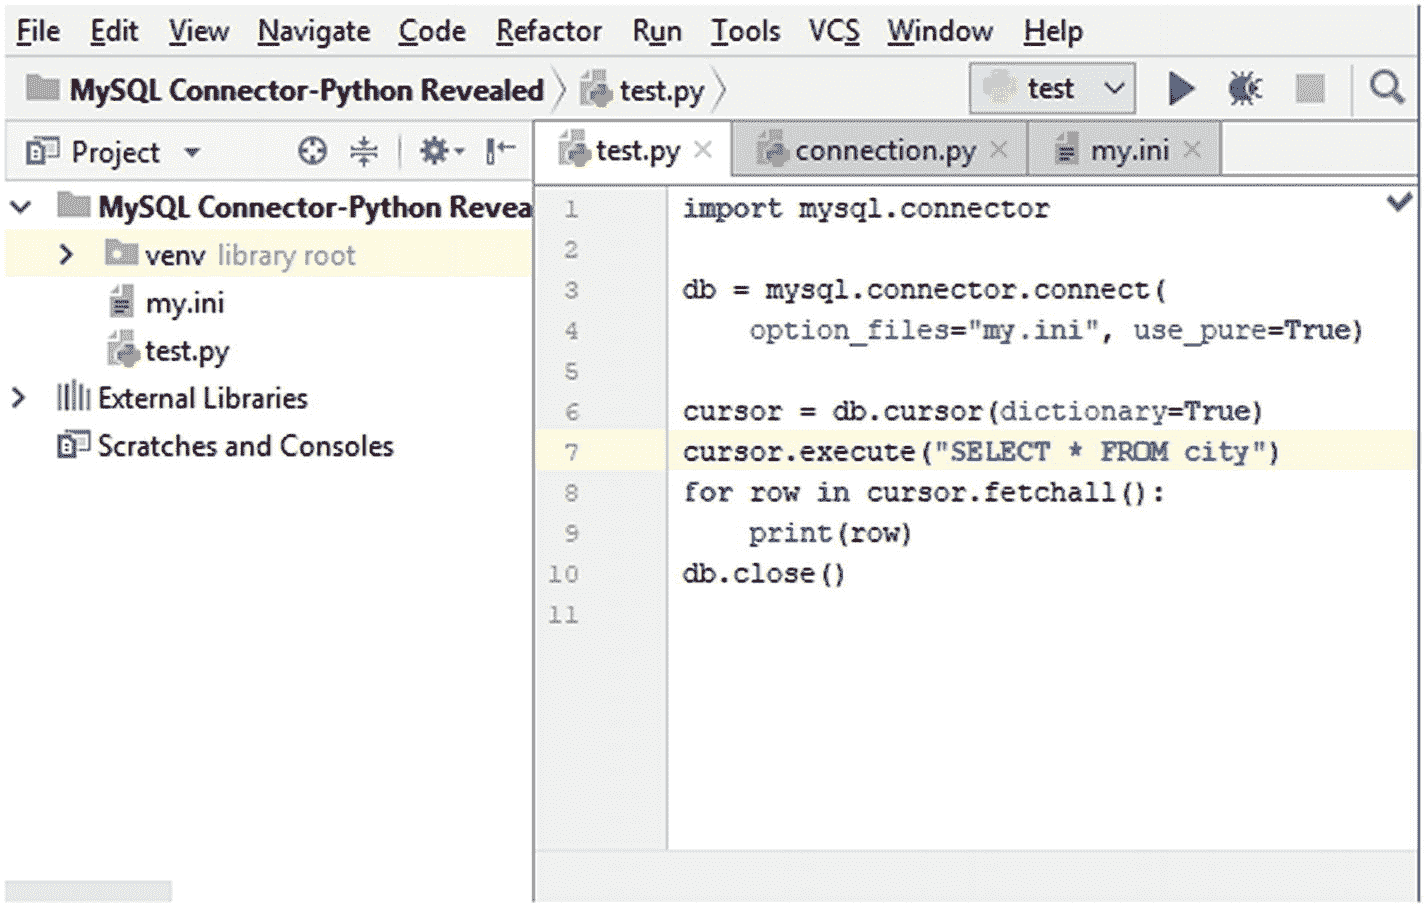 File Edit View Navigate Code Refactor Run Tools VCS Window Help
MySQL Connector-Python Revealed test.py test
Project
test.py connection.py my.ini
MySQL Connector-Python Revea
venv library root
my.ini
test.py
External Libraries
Scratches and Consoles
1 import mysql.connector
2
3 db = mysql.connector.connect(
4     option_files="my.ini", use_pure=True)
5
6 cursor = db.cursor(dictionary=True)
7 cursor.execute("SELECT * FROM city")
8 for row in cursor.fetchall():
9     print(row)
10 db.close()
11